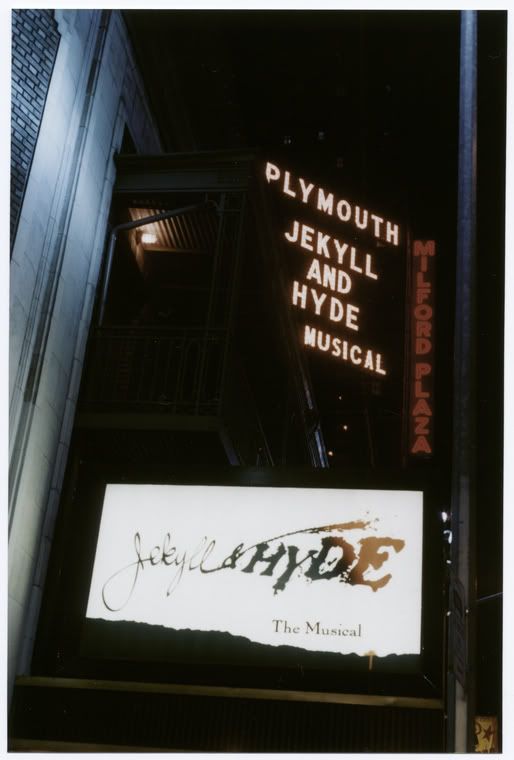 PLYMOUTH
JEKYLL
AND
HYDE
MUSICAL
MILFORD PLAZA
Jekyll & HYDE
The Musical